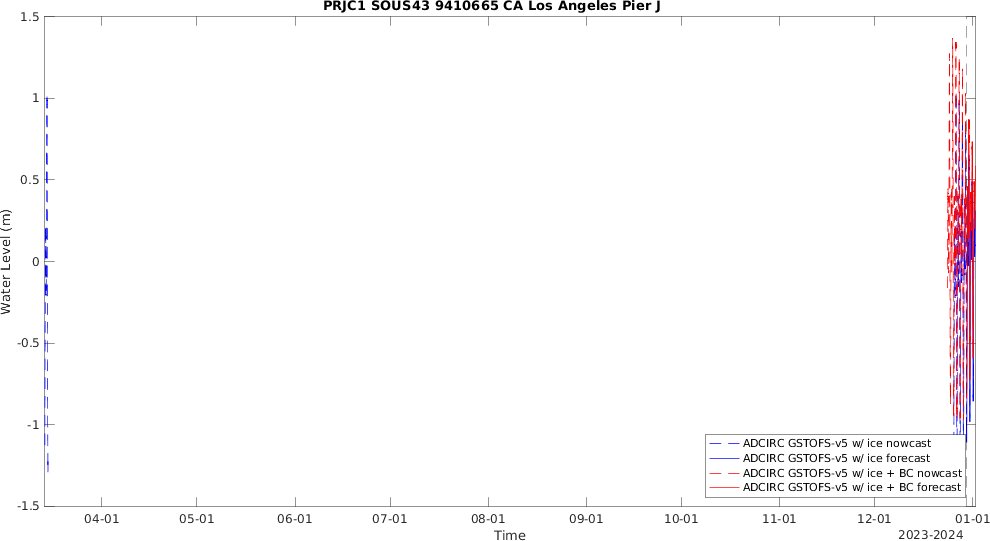 PRJC1 SOUS43 9410665 CA Los Angeles Pier J
1.5
1
0.5
0
-0.5
-1
-1.5
Water Level (m)
04-01
05-01
06-01
07-01
08-01
09-01
10-01
11-01
12-01
01-01
2023-2024
Time
ADCIRC GSTOFS-v5 w/ ice nowcast
ADCIRC GSTOFS-v5 w/ ice forecast
ADCIRC GSTOFS-v5 w/ ice + BC nowcast
ADCIRC GSTOFS-v5 w/ ice + BC forecast